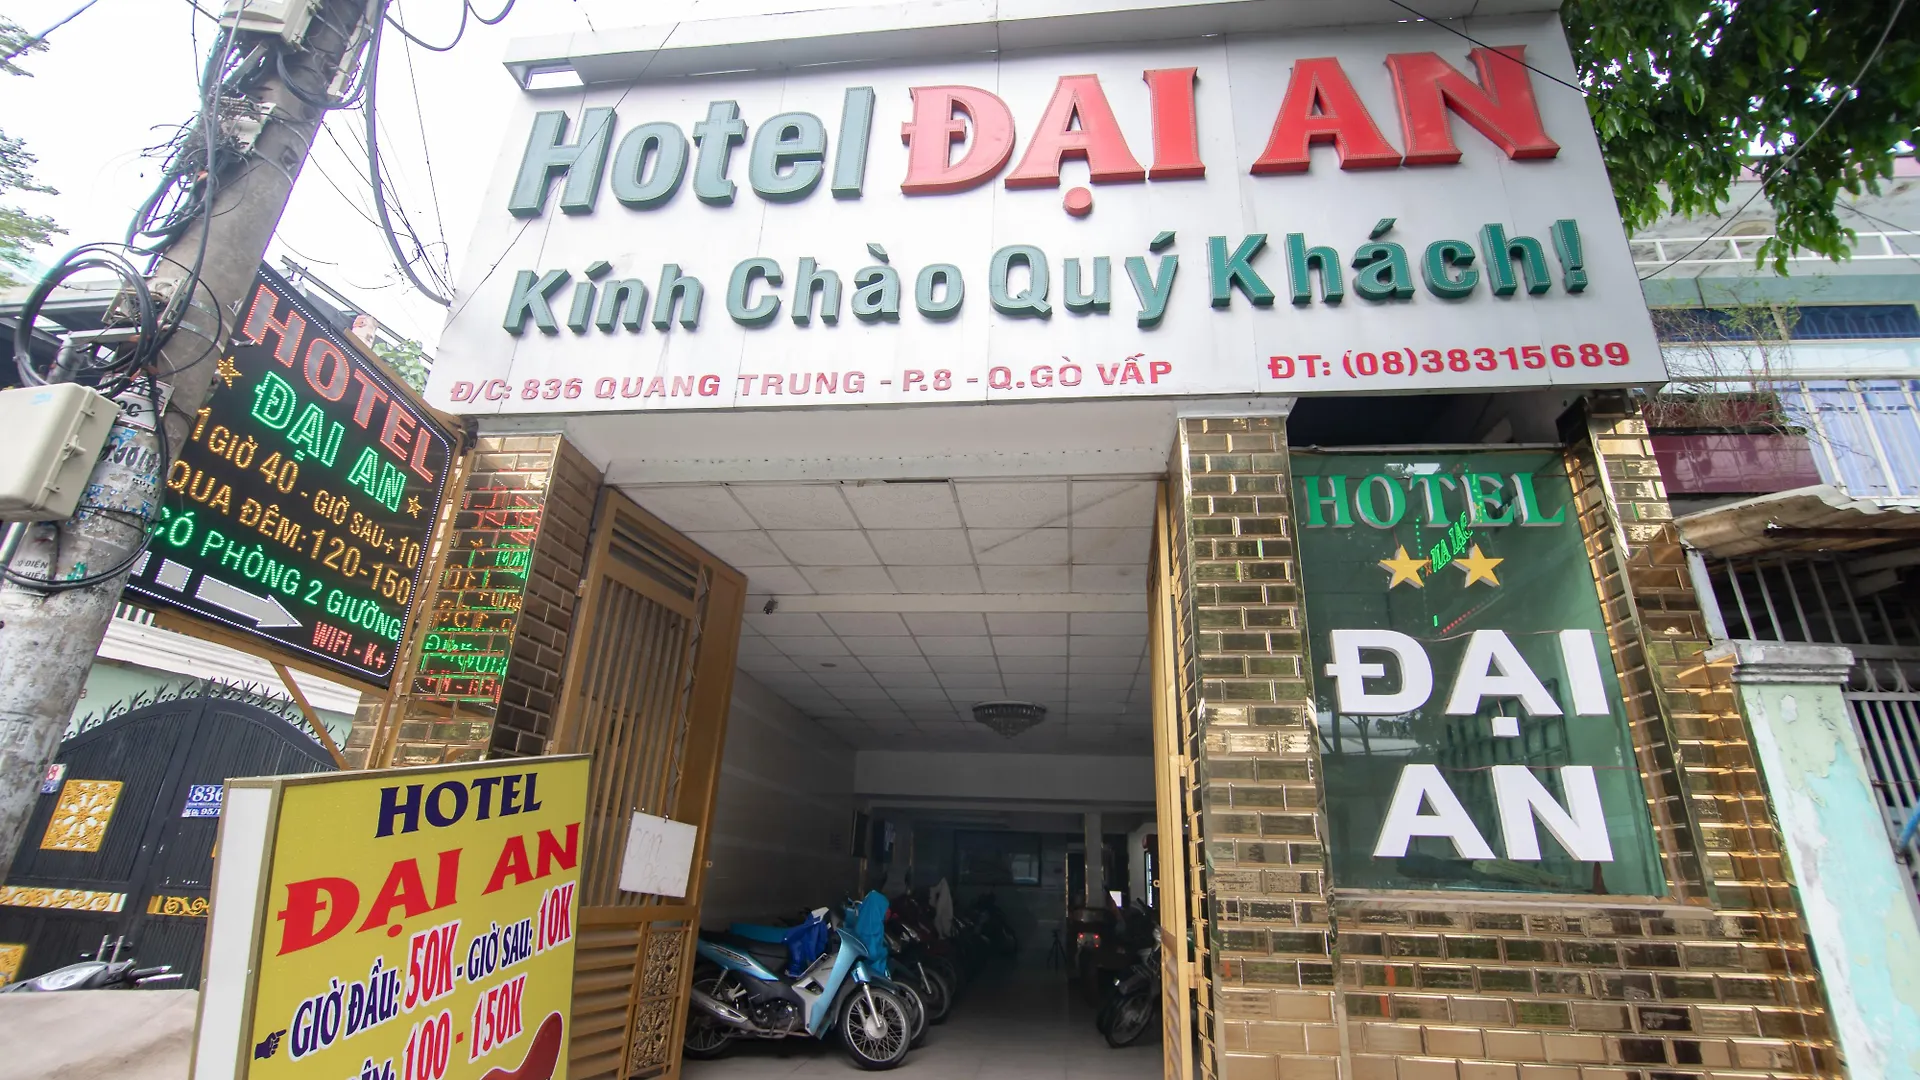 Hotel ĐẠI AN
Kính Chào Quý Khách!
Đ/C: 836 QUANG TRUNG - P.8 - Q.GÒ VẤP ĐT: (08)38315689
HOTEL
ĐẠI AN
1 GIỜ 40 - GIỜ SAU+10
QUA ĐÊM:120-150
CÓ PHÒNG 2 GIƯỜNG
WIFI - K+
HOTEL
ĐẠI
AN
HOTEL
ĐẠI AN
GIỜ ĐẦU: 50K - GIỜ SAU: 10K
ĐÊM: 100 - 150K
836